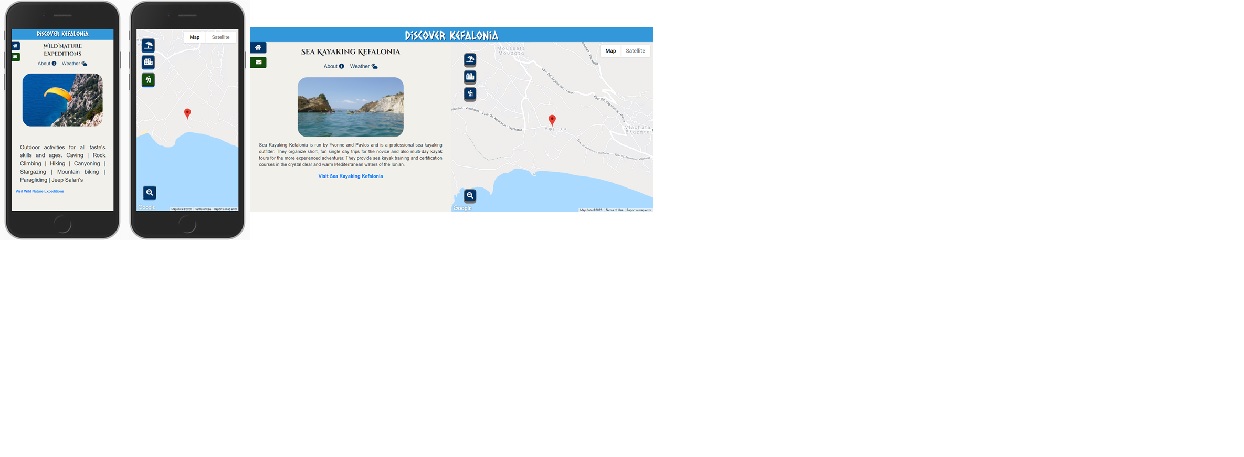 DISCOVER KEFALONIA
WILD NATURE
EXPEDITIONS
About Weather
Outdoor activities for all taste's
skills and ages. Caving | Rock
Climbing | Hiking | Canyoning |
Stargazing | Mountain biking |
Paragliding | Jeep Safari's
Visit Wild Nature Expeditions
Map Satellite
DISCOVER KEFALONIA
SEA KAYAKING KEFALONIA
About Weather
Sea Kayaking Kefalonia is run by Yvonne and Pavlos and is a professional sea kayaking
outfitter. They organize short, fun single day trips for the novice and also multi-day kayak
tours for the more experienced adventurers. They provide sea kayak training and certification
courses in the crystal clear and warm Mediterranean waters of the Ionian.
Visit Sea Kayaking Kefalonia
Map Satellite